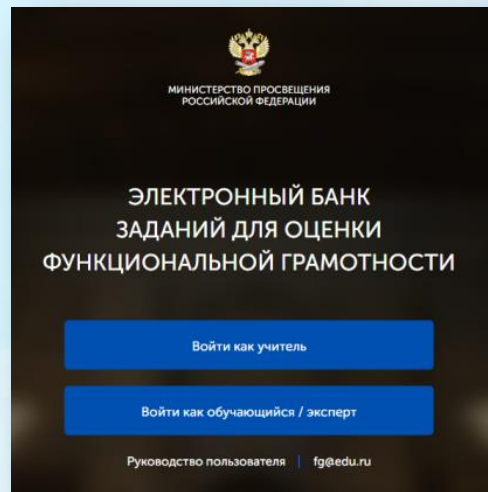 МИНИСТЕРСТВО ПРОСВЕЩЕНИЯ
РОССИЙСКОЙ ФЕДЕРАЦИИ
ЭЛЕКТРОННЫЙ БАНК
ЗАДАНИЙ ДЛЯ ОЦЕНКИ
ФУНКЦИОНАЛЬНОЙ ГРАМОТНОСТИ
Войти как учитель
Войти как обучающийся / эксперт
Руководство пользователя | fg@edu.ru